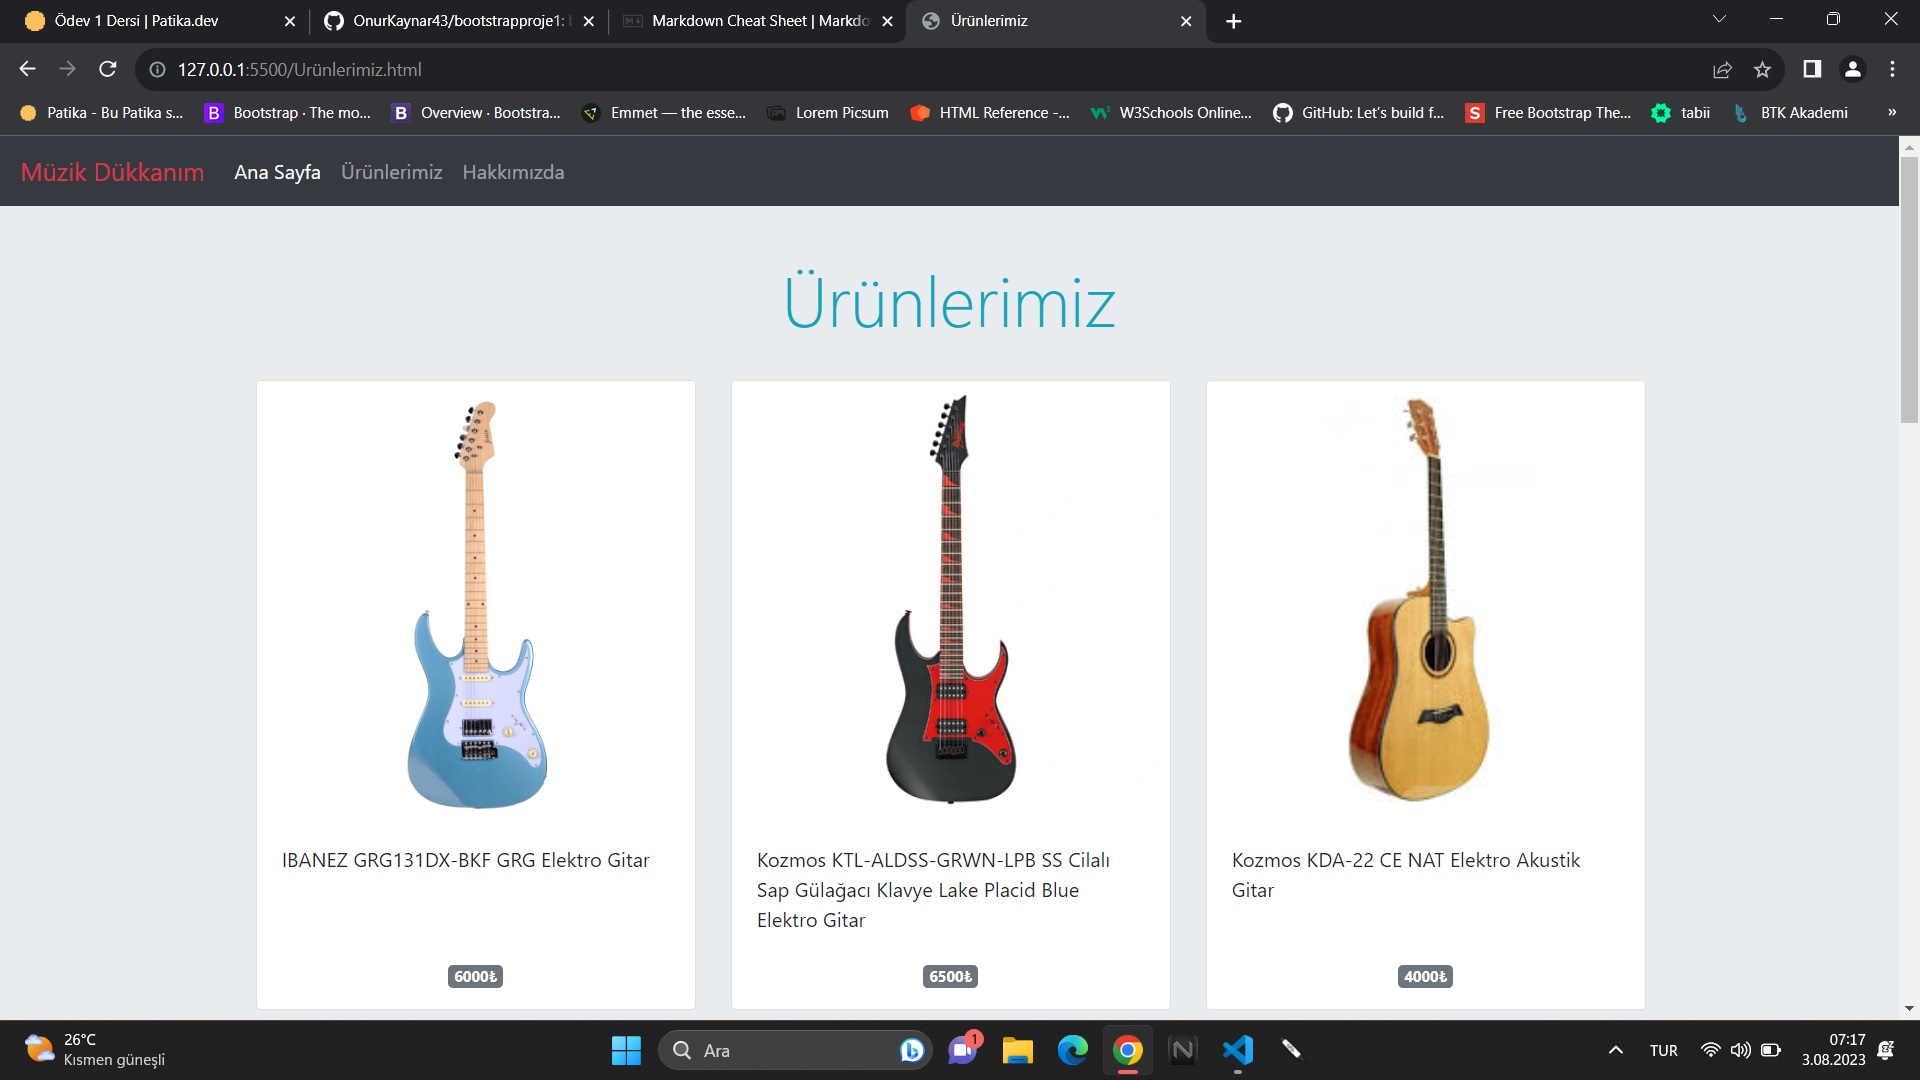 Ödev 1 Dersi | Patika.dev
OnurKaynar43/bootstrapproje1: b
Markdown Cheat Sheet | Markdo
Ürünlerimiz
127.0.0.1:5500/Urünlerimiz.html
Patika - Bu Patika s...
Bootstrap · The mo...
Overview · Bootstra...
Emmet — the esse...
Lorem Picsum
HTML Reference -...
W3Schools Online...
GitHub: Let's build f...
Free Bootstrap The...
tabii
BTK Akademi
»
Müzik Dükkanım
Ana Sayfa
Ürünlerimiz
Hakkımızda
Ürünlerimiz
IBANEZ GRG131DX-BKF GRG Elektro Gitar
6000₺
Kozmos KTL-ALDSS-GRWN-LPB SS Cilalı
Sap Gülağacı Klavye Lake Placid Blue
Elektro Gitar
6500₺
Kozmos KDA-22 CE NAT Elektro Akustik
Gitar
4000₺
26°C
Kısmen güneşli
Ara
1
TUR
07:17
3.08.2023